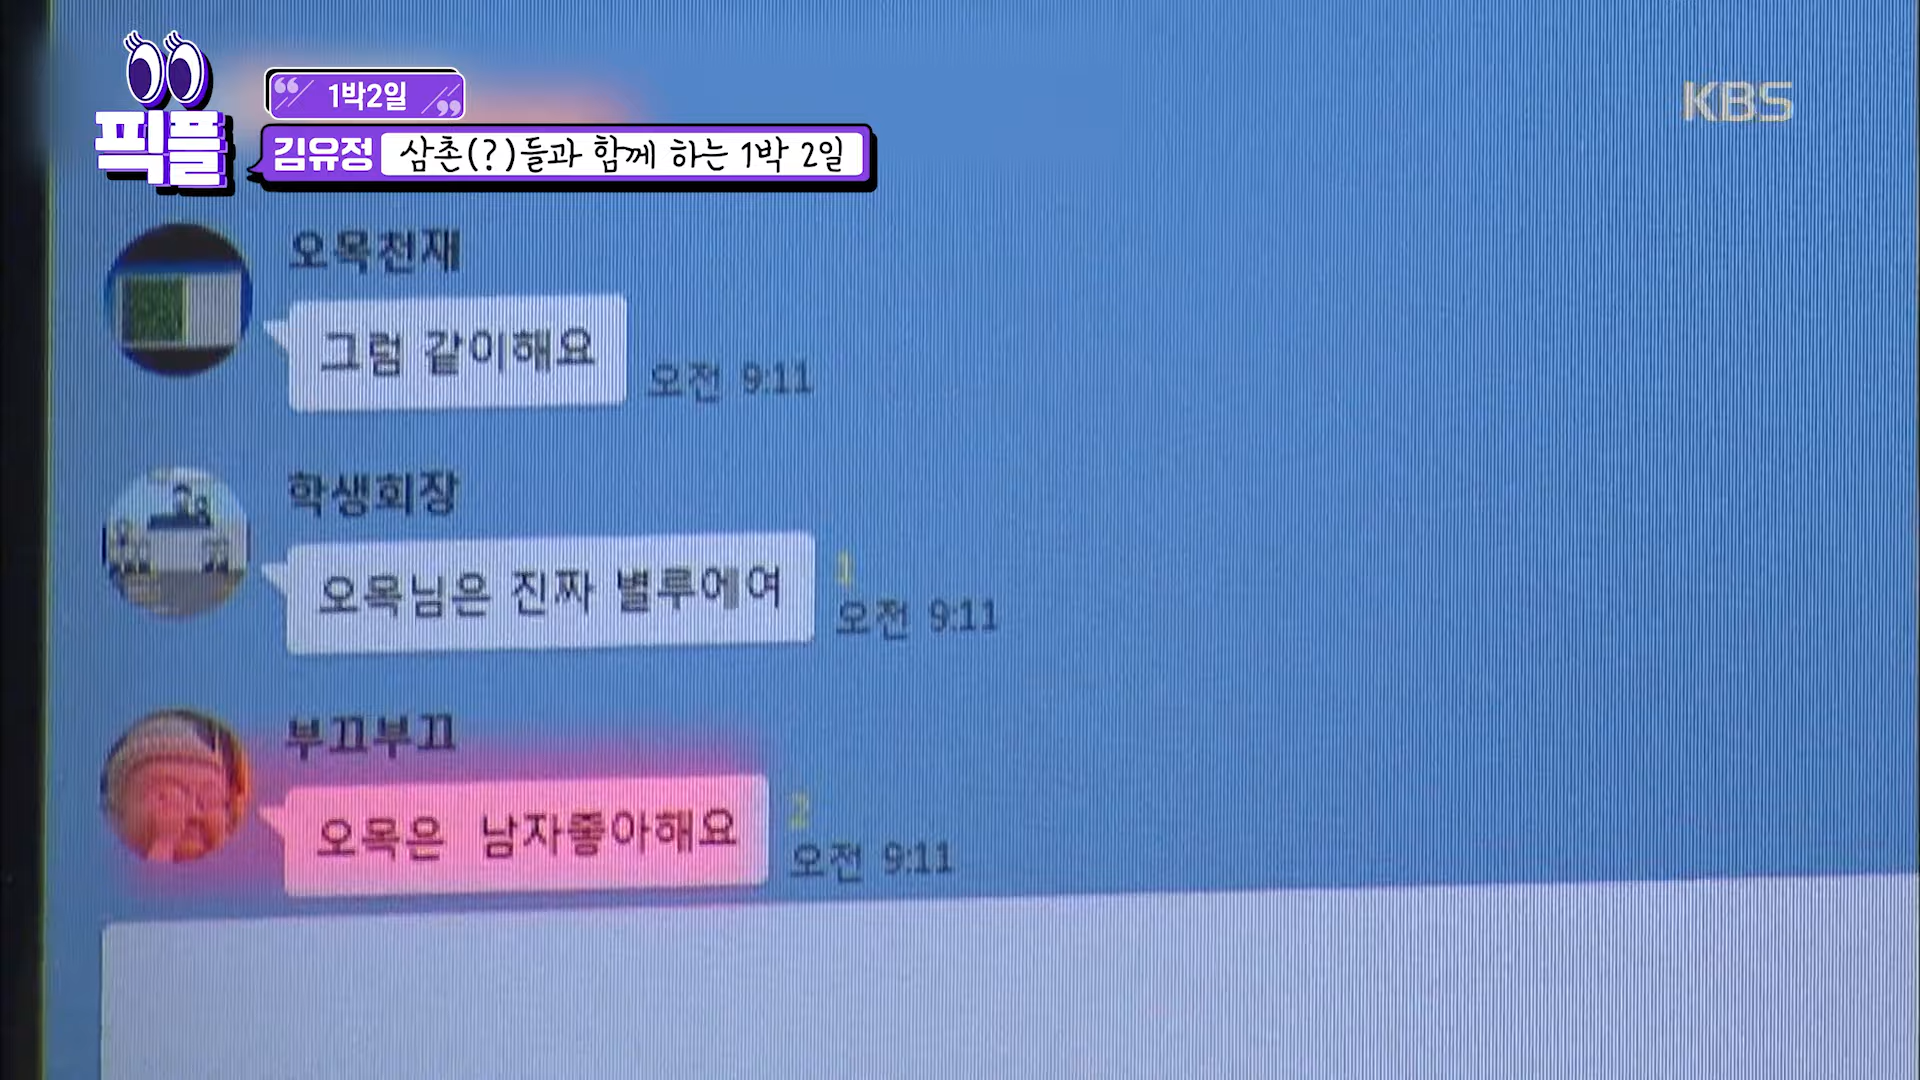 픽플
1박2일
김유정 삼촌(?)들과 함께 하는 1박 2일
KBS
오목천재
그럼 같이해요
오전 9:11
학생회장
오목님은 진짜 별루에여
1
오전 9:11
부끄부끄
오목은 남자좋아해요
2
오전 9:11